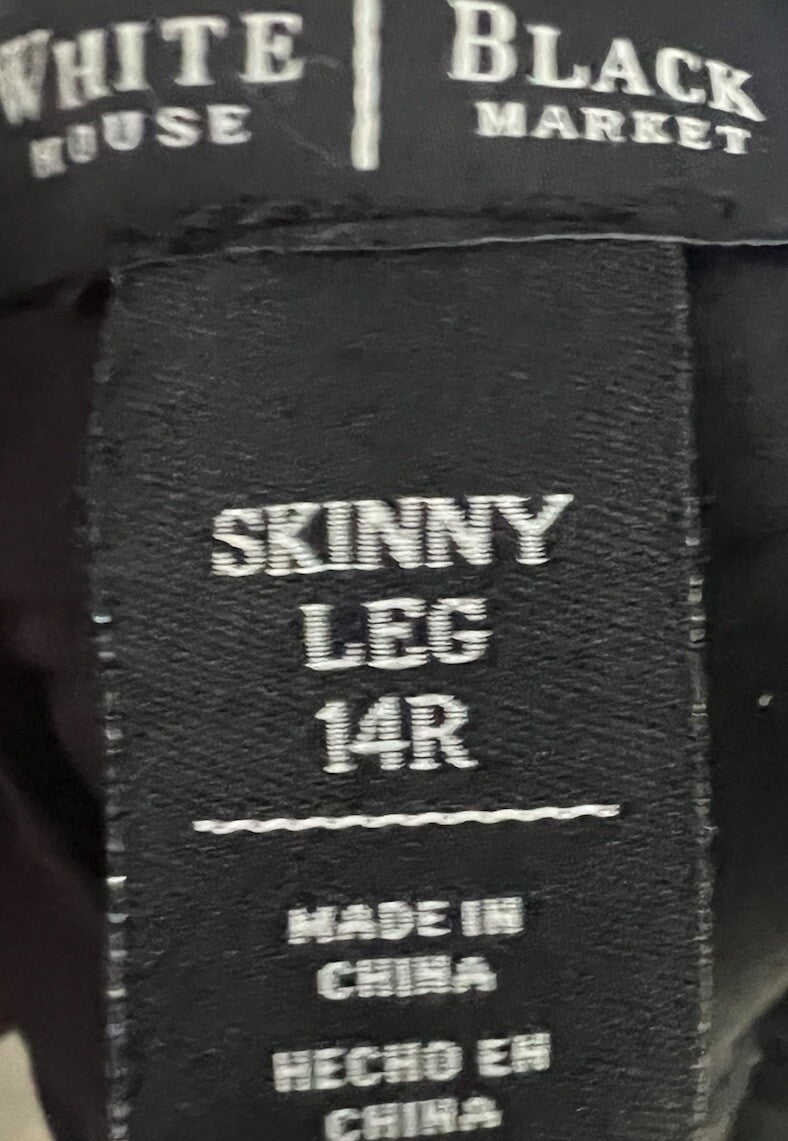 WHITE BLACK
HOUSE MARKET
SKINNY
LEG
14R
MADE IN
CHINA
HECHO EN
CHINA